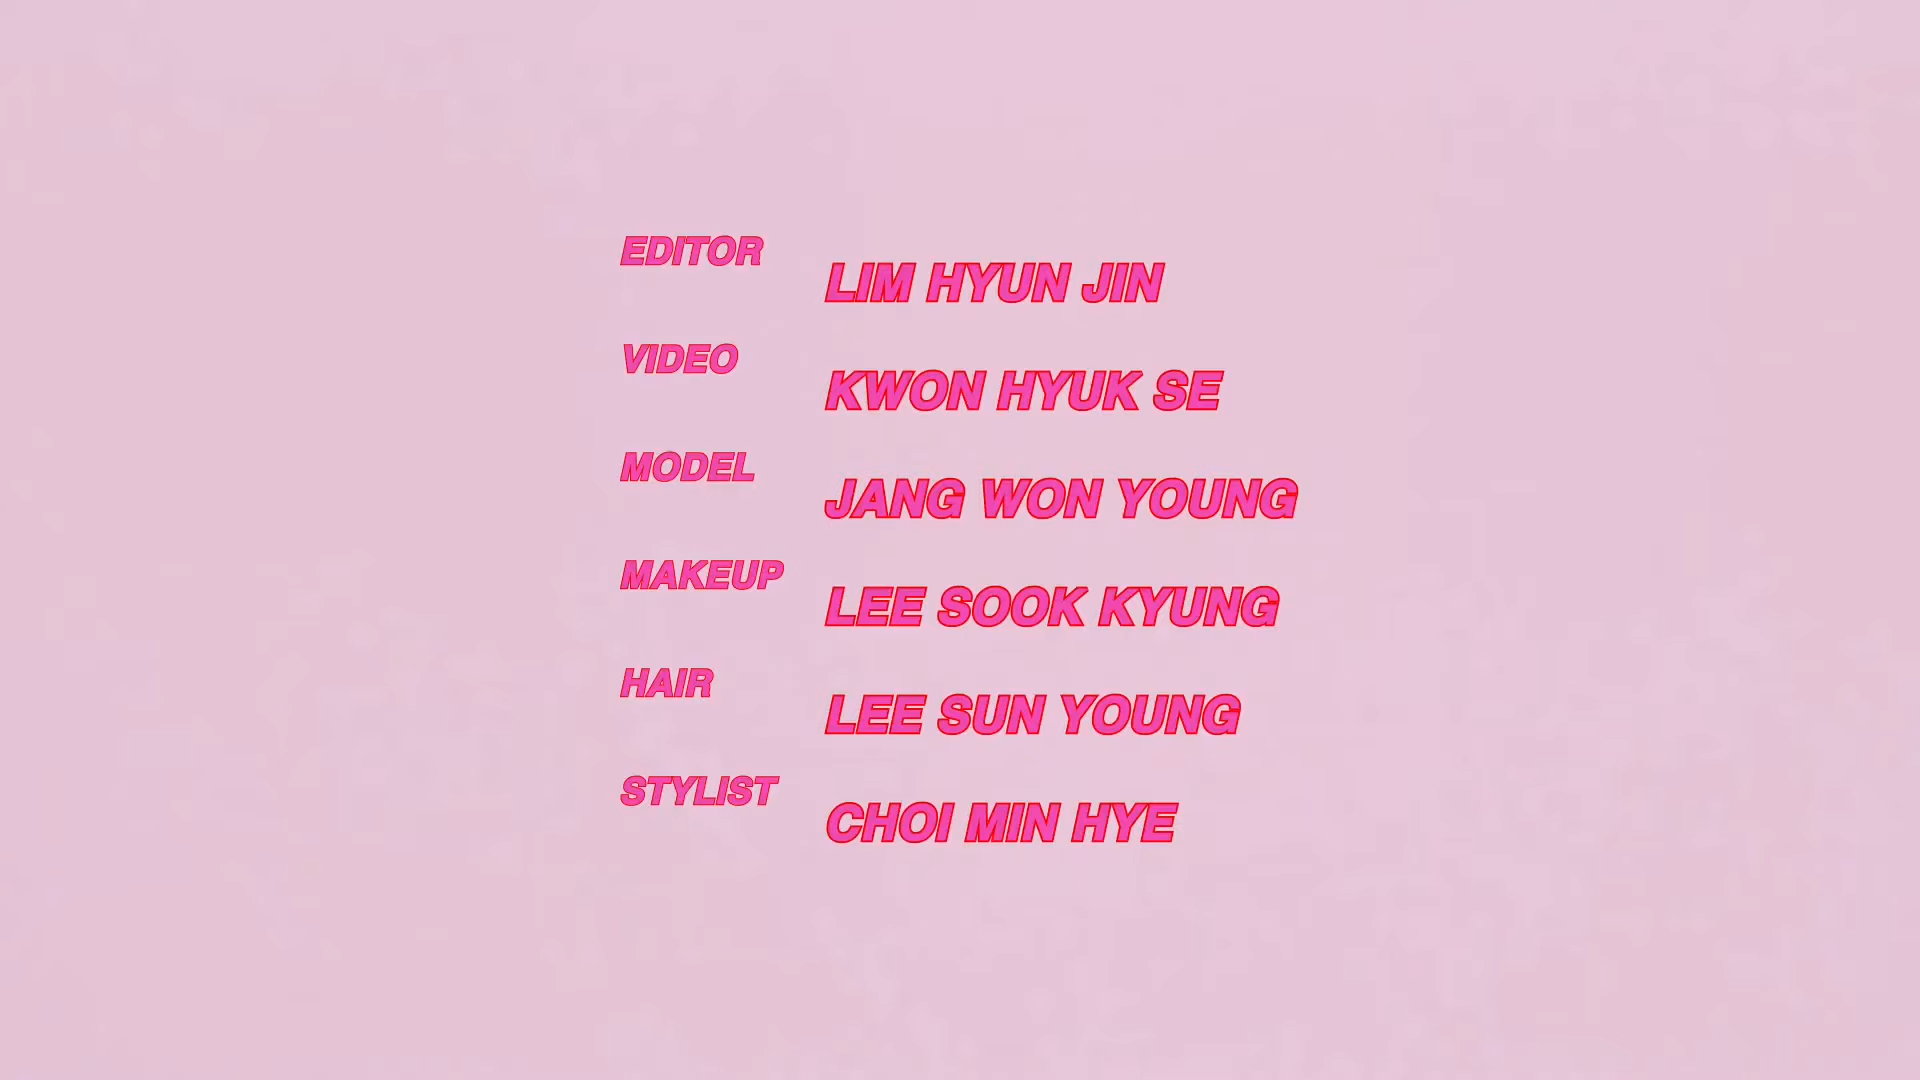 EDITOR
LIM HYUN JIN
VIDEO
KWON HYUK SE
MODEL
JANG WON YOUNG
MAKEUP
LEE SOOK KYUNG
HAIR
LEE SUN YOUNG
STYLIST
CHOI MIN HYE